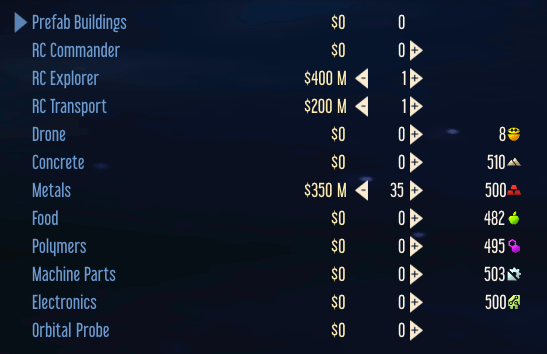 Prefab Buildings $0 0
RC Commander $0 0
RC Explorer $400 M - 1 +
RC Transport $200 M - 1 +
Drone $0 0 + 8
Concrete $0 0 + 510
Metals $350 M - 35 + 500
Food $0 0 + 482
Polymers $0 0 + 495
Machine Parts $0 0 + 503
Electronics $0 0 + 500
Orbital Probe $0 0 +